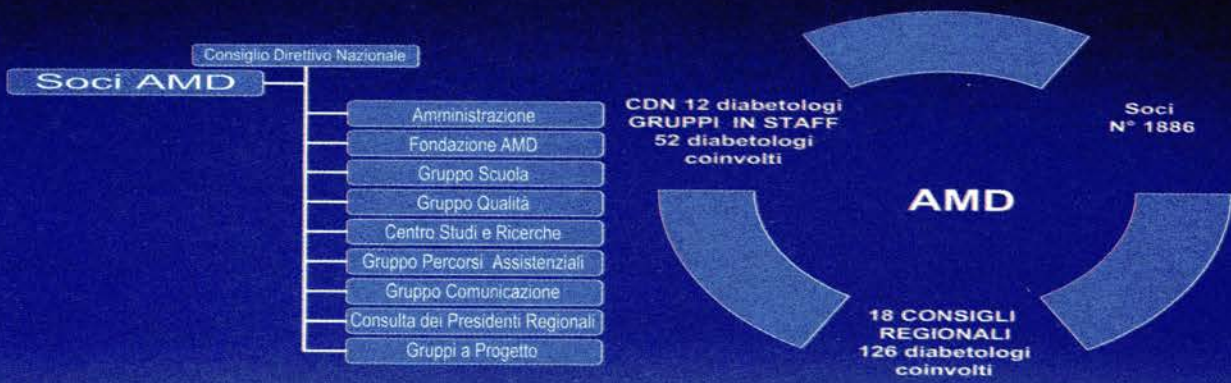 Consiglio Direttivo Nazionale
Soci AMD
Amministrazione
Fondazione AMD
Gruppo Scuola
Gruppo Qualità
Centro Studi e Ricerche
Gruppo Percorsi Assistenziali
Gruppo Comunicazione
Consulta dei Presidenti Regionali
Gruppi a Progetto
CDN 12 diabetologi
GRUPPI IN STAFF
52 diabetologi
coinvolti
Soci
N° 1886
AMD
18 CONSIGLI
REGIONALI
126 diabetologi
coinvolti